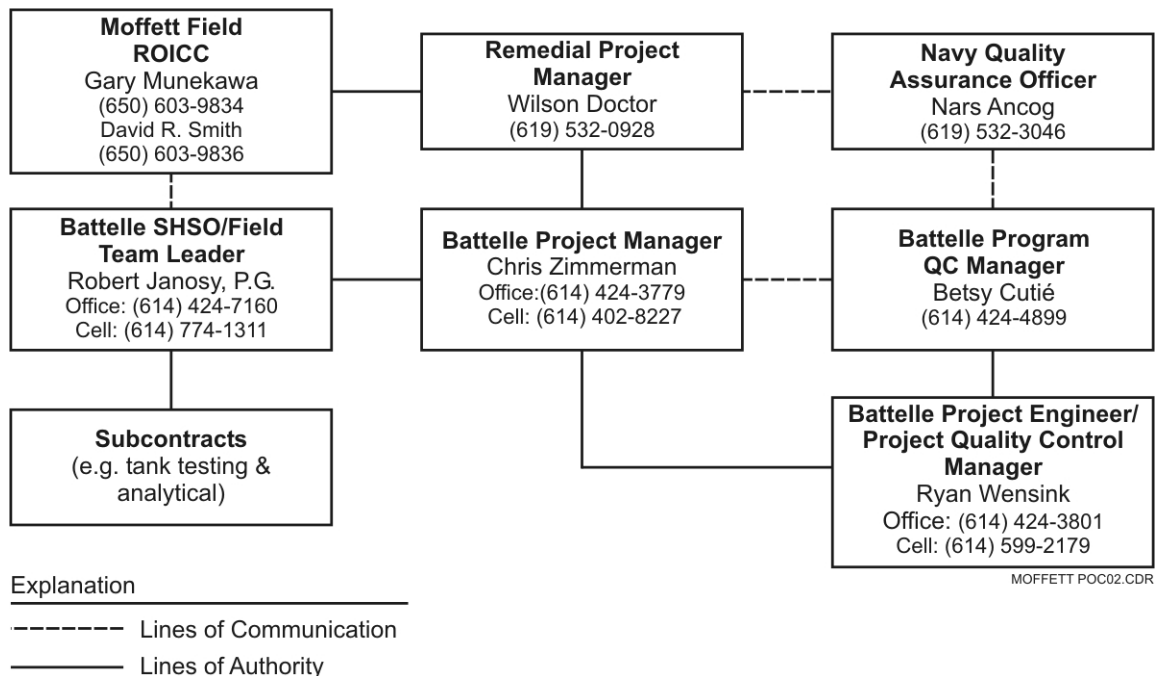 Moffett Field
ROICC
Gary Munekawa
(650) 603-9834
David R. Smith
(650) 603-9836
Remedial Project
Manager
Wilson Doctor
(619) 532-0928
Navy Quality
Assurance Officer
Nars Ancog
(619) 532-3046
Battelle SHSO/Field
Team Leader
Robert Janosy, P.G.
Office: (614) 424-7160
Cell: (614) 774-1311
Battelle Project Manager
Chris Zimmerman
Office:(614) 424-3779
Cell: (614) 402-8227
Battelle Program
QC Manager
Betsy Cutié
(614) 424-4899
Subcontracts
(e.g. tank testing &
analytical)
Battelle Project Engineer/
Project Quality Control
Manager
Ryan Wensink
Office: (614) 424-3801
Cell: (614) 599-2179
MOFFETT POC02.CDR
Explanation
Lines of Communication
Lines of Authority